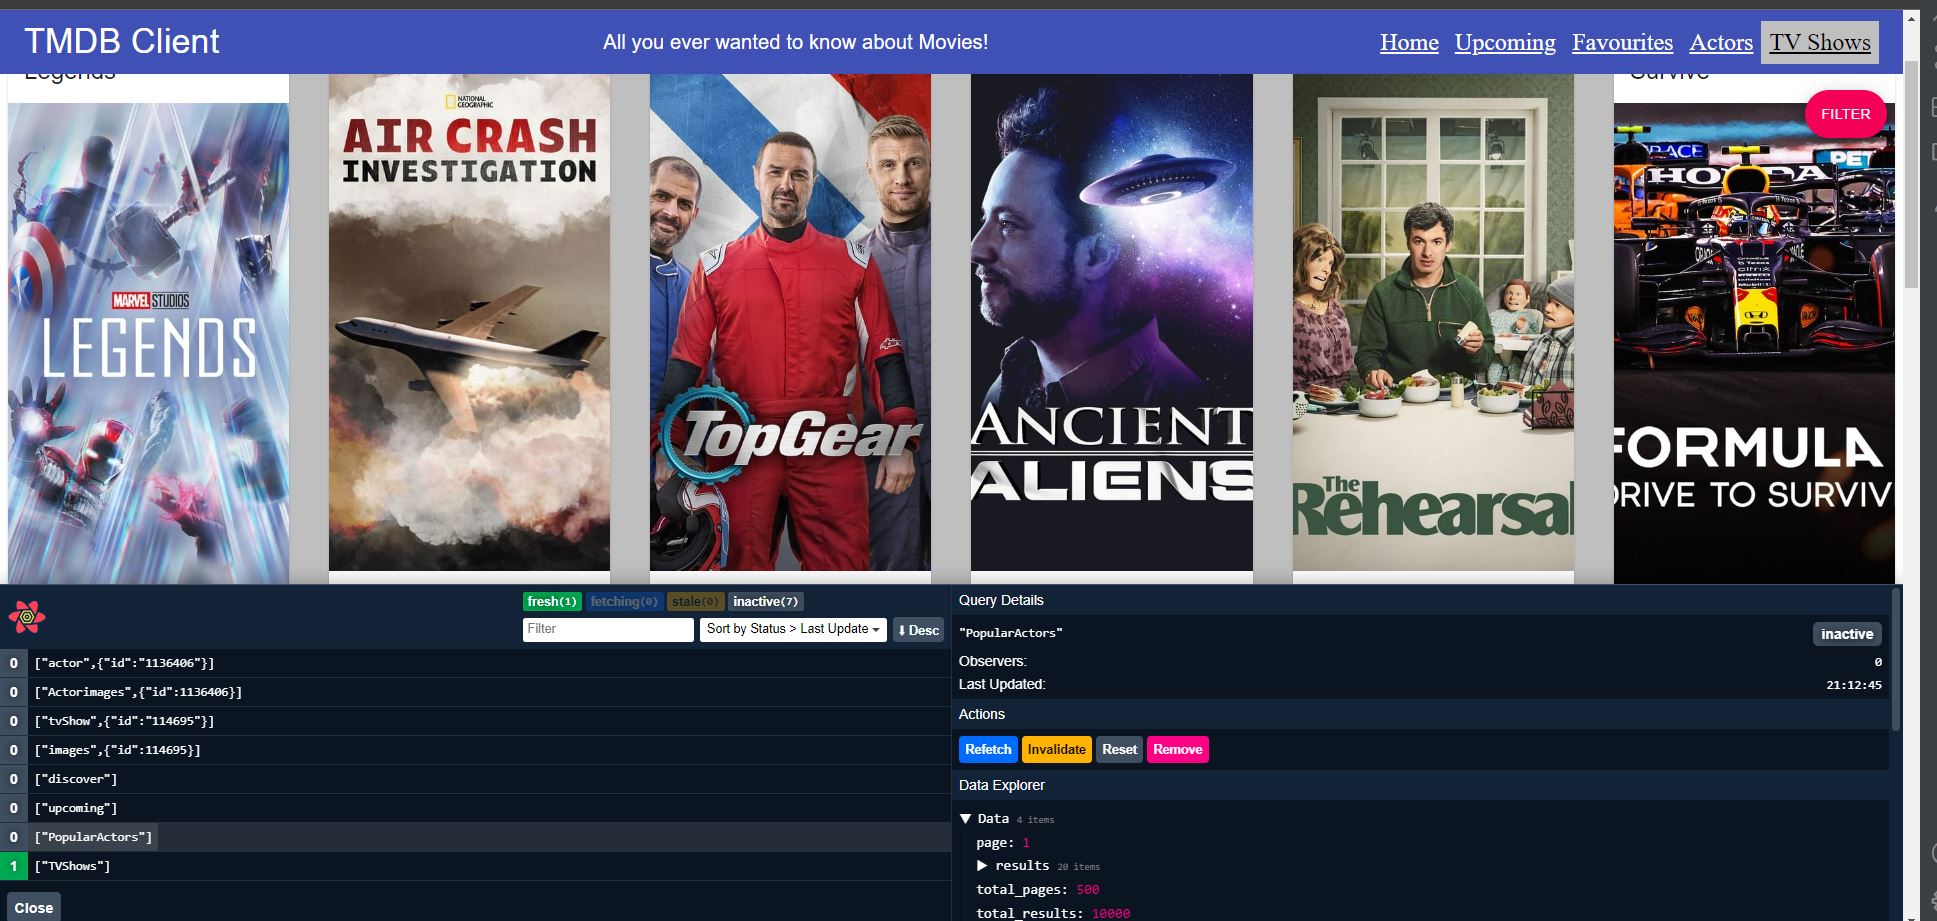 TMDB Client
All you ever wanted to know about Movies!
Home Upcoming Favourites Actors TV Shows
Legends
Survive
FILTER
MARVEL STUDIOS
LEGENDS
NATIONAL
GEOGRAPHIC
AIR CRASH
INVESTIGATION
TopGear
ANCIENT
ALIENS
The
Rehearsal
HONDA
ORACLE
FORMULA
DRIVE TO SURVIV
fresh(1) fetching(0) stale(0) inactive(7)
Filter
Sort by Status > Last Update
⬇ Desc
0 ["actor",{"id":"1136406"}]
0 ["Actorimages",{"id":1136406}]
0 ["tvShow",{"id":"114695"}]
0 ["images",{"id":114695}]
0 ["discover"]
0 ["upcoming"]
0 ["PopularActors"]
1 ["TVShows"]
Close
Query Details
"PopularActors" inactive
Observers: 0
Last Updated: 21:12:45
Actions
Refetch Invalidate Reset Remove
Data Explorer
▼ Data 4 items
page: 1
▶ results 20 items
total_pages: 500
total_results: 10000